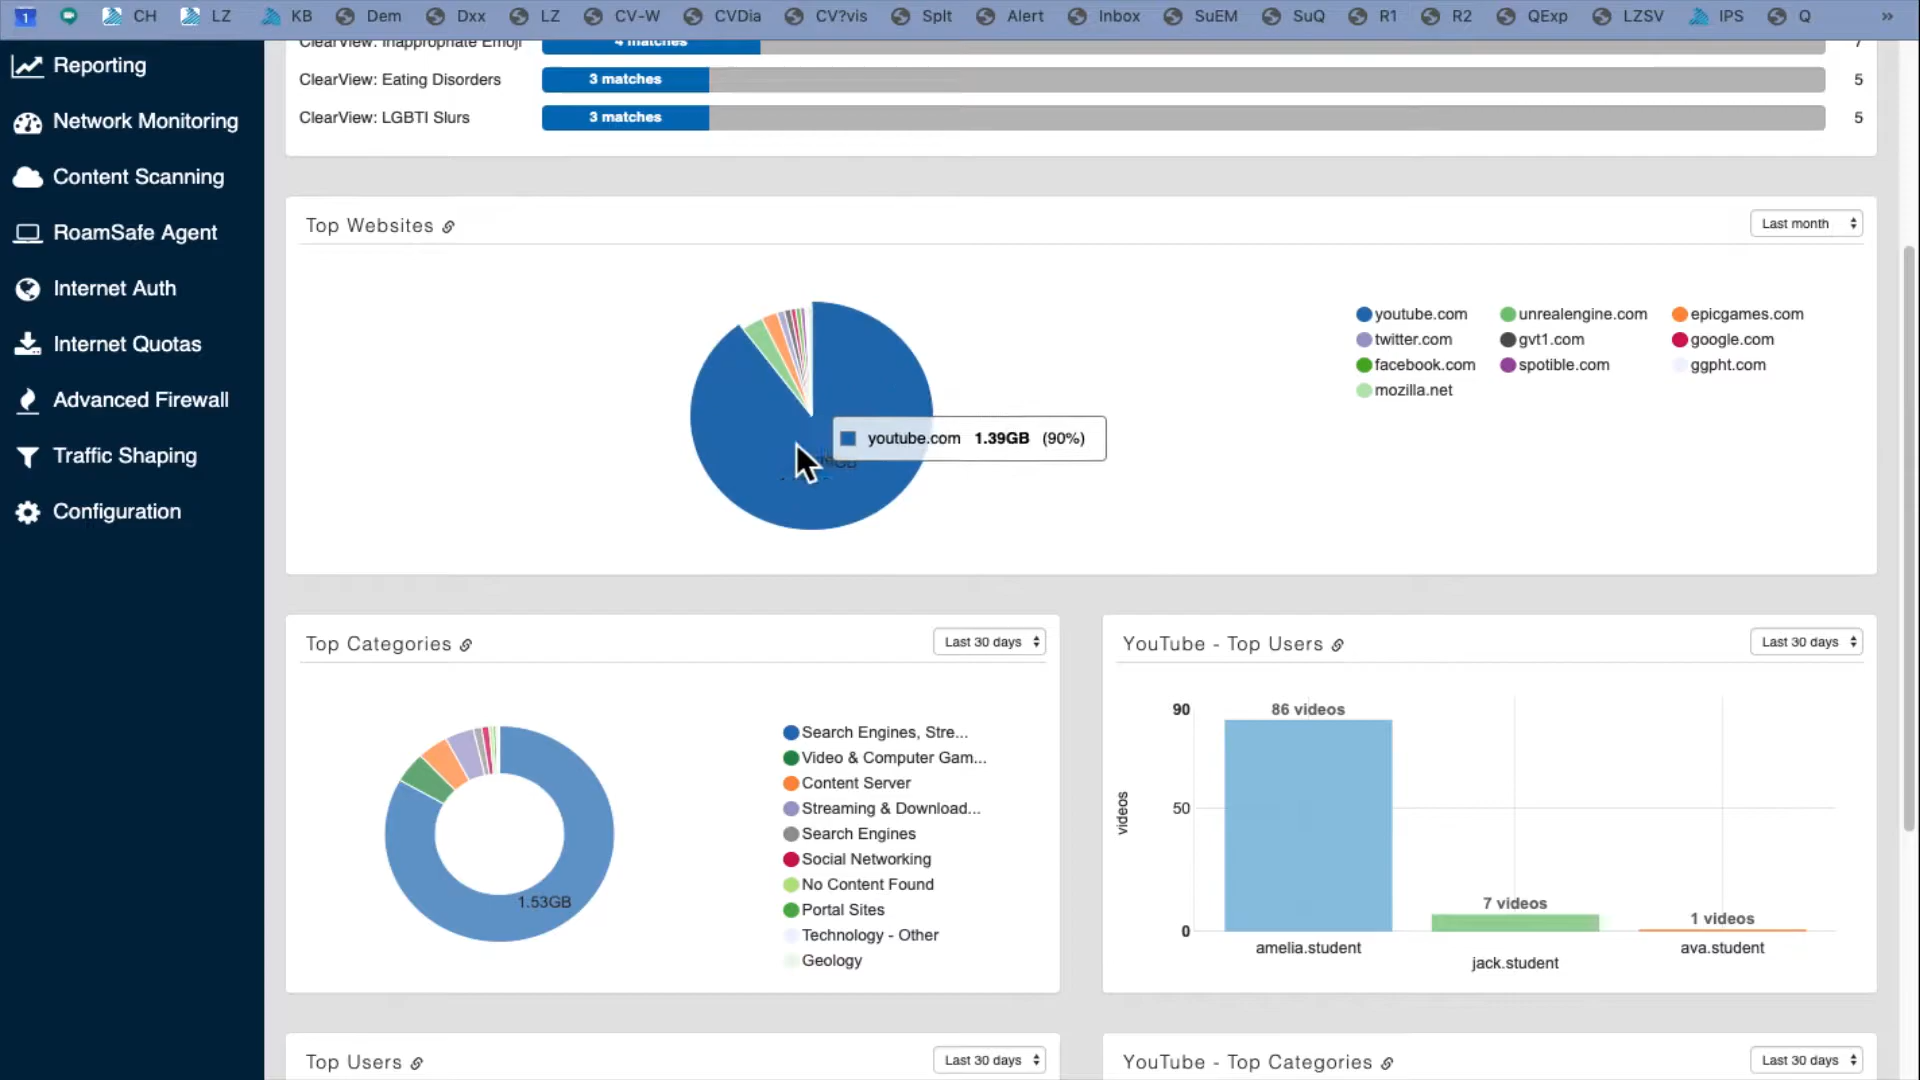 1 CH LZ KB Dem Dxx LZ CV-W CVDia CV?vis Splt Alert Inbox SuEM SuQ R1 R2 QExp LZSV IPS Q »
Reporting
Network Monitoring
Content Scanning
RoamSafe Agent
Internet Auth
Internet Quotas
Advanced Firewall
Traffic Shaping
Configuration
ClearView: Inappropriate Emoji 4 matches 7
ClearView: Eating Disorders 3 matches 5
ClearView: LGBTI Slurs 3 matches 5
Top Websites Last month
youtube.com unrealengine.com epicgames.com
twitter.com gvt1.com google.com
facebook.com spotible.com ggpht.com
mozilla.net
youtube.com 1.39GB (90%)
Top Categories Last 30 days
Search Engines, Stre...
Video & Computer Gam...
Content Server
Streaming & Download...
Search Engines
Social Networking
No Content Found
Portal Sites
Technology - Other
Geology
1.53GB
YouTube - Top Users Last 30 days
videos
90
50
0
86 videos
7 videos
1 videos
amelia.student
jack.student
ava.student
Top Users Last 30 days
YouTube - Top Categories Last 30 days